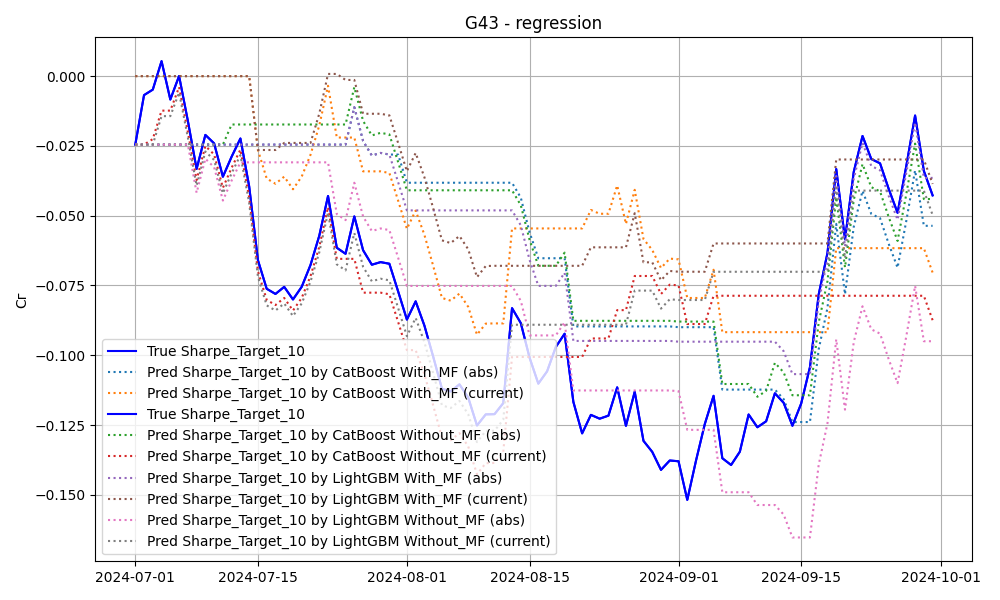 G43 - regression
0.000
−0.025
−0.050
−0.075
−0.100
−0.125
−0.150
Cr
True Sharpe_Target_10
Pred Sharpe_Target_10 by CatBoost With_MF (abs)
Pred Sharpe_Target_10 by CatBoost With_MF (current)
True Sharpe_Target_10
Pred Sharpe_Target_10 by CatBoost Without_MF (abs)
Pred Sharpe_Target_10 by CatBoost Without_MF (current)
Pred Sharpe_Target_10 by LightGBM With_MF (abs)
Pred Sharpe_Target_10 by LightGBM With_MF (current)
Pred Sharpe_Target_10 by LightGBM Without_MF (abs)
Pred Sharpe_Target_10 by LightGBM Without_MF (current)
2024-07-01 2024-07-15 2024-08-01 2024-08-15 2024-09-01 2024-09-15 2024-10-01